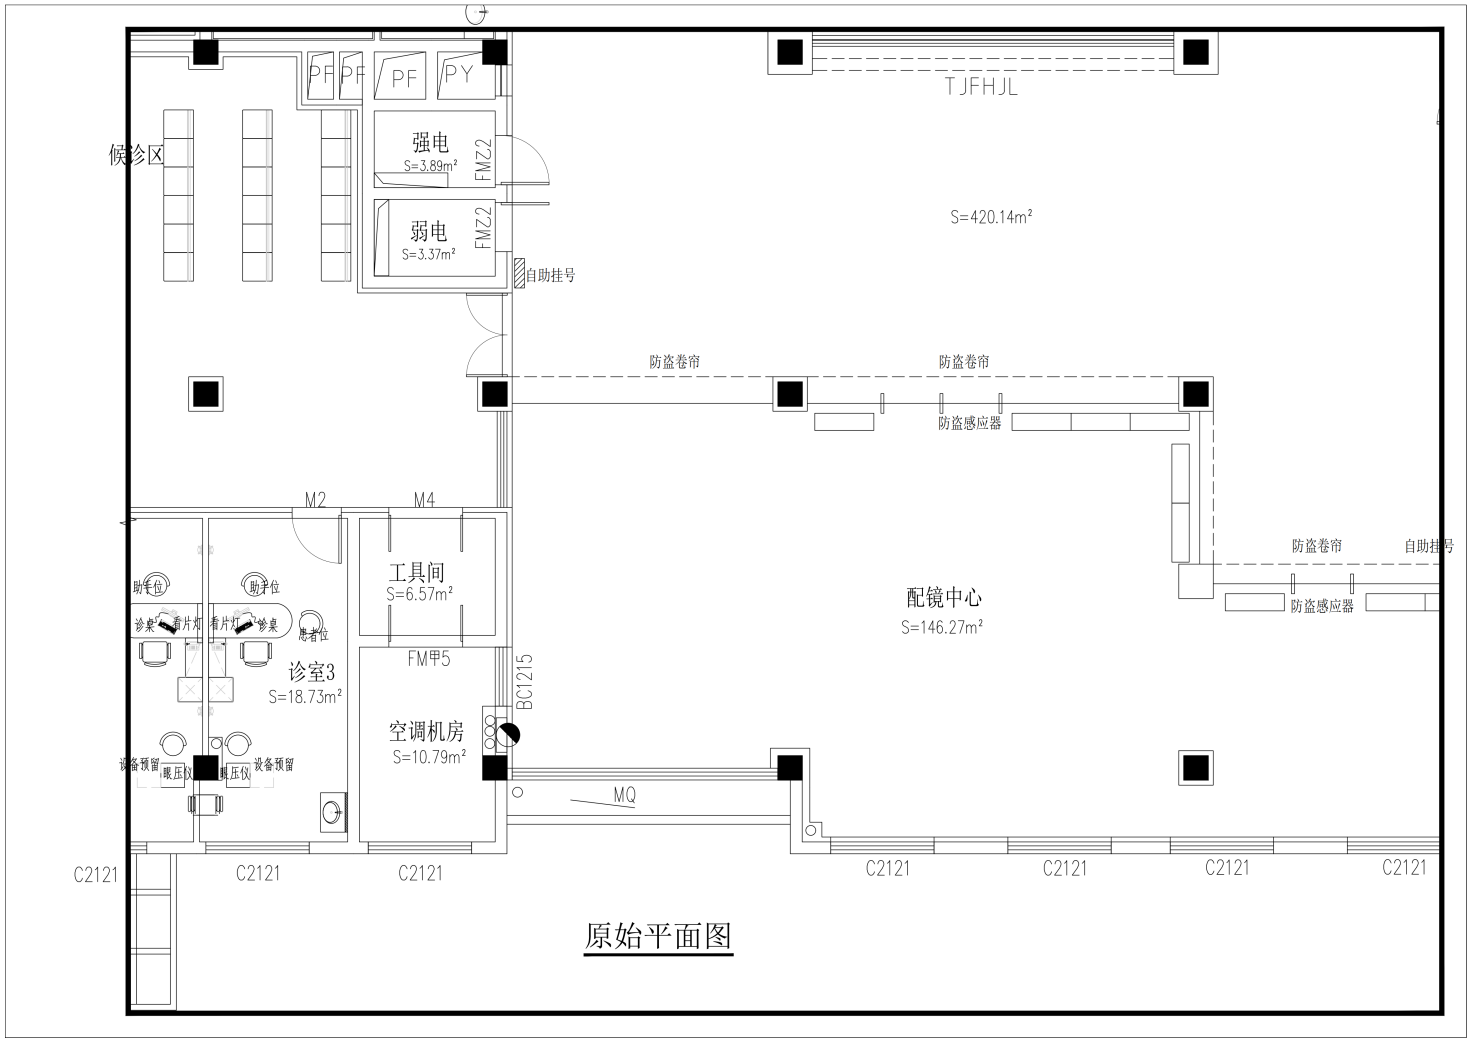 PF
PF
PF
PY
TJFHJL
候诊区
强电
S=3.89m²
FMZ2
弱电
S=3.37m²
FMZ2
S=420.14m²
自助挂号
防盗卷帘
防盗卷帘
防盗感应器
M2
M4
防盗卷帘
自助挂号
工具间
S=6.57m²
助手位
助手位
配镜中心
S=146.27m²
防盗感应器
诊桌
看片灯
看片灯
诊桌
患者位
FM甲5
诊室3
S=18.73m²
BC1215
空调机房
S=10.79m²
设备预留
眼压仪
眼压仪
设备预留
MQ
C2121
C2121
C2121
C2121
C2121
C2121
C2121
原始平面图